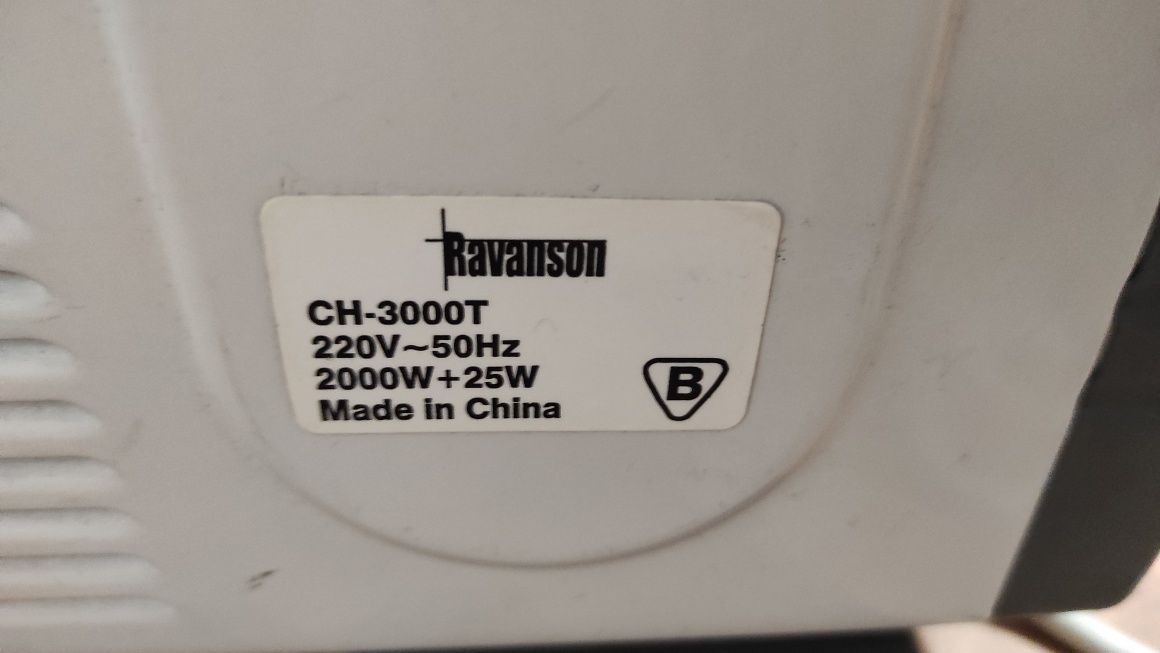 Ravanson
CH-3000T
220V~50Hz
2000W+25W
Made in China
B